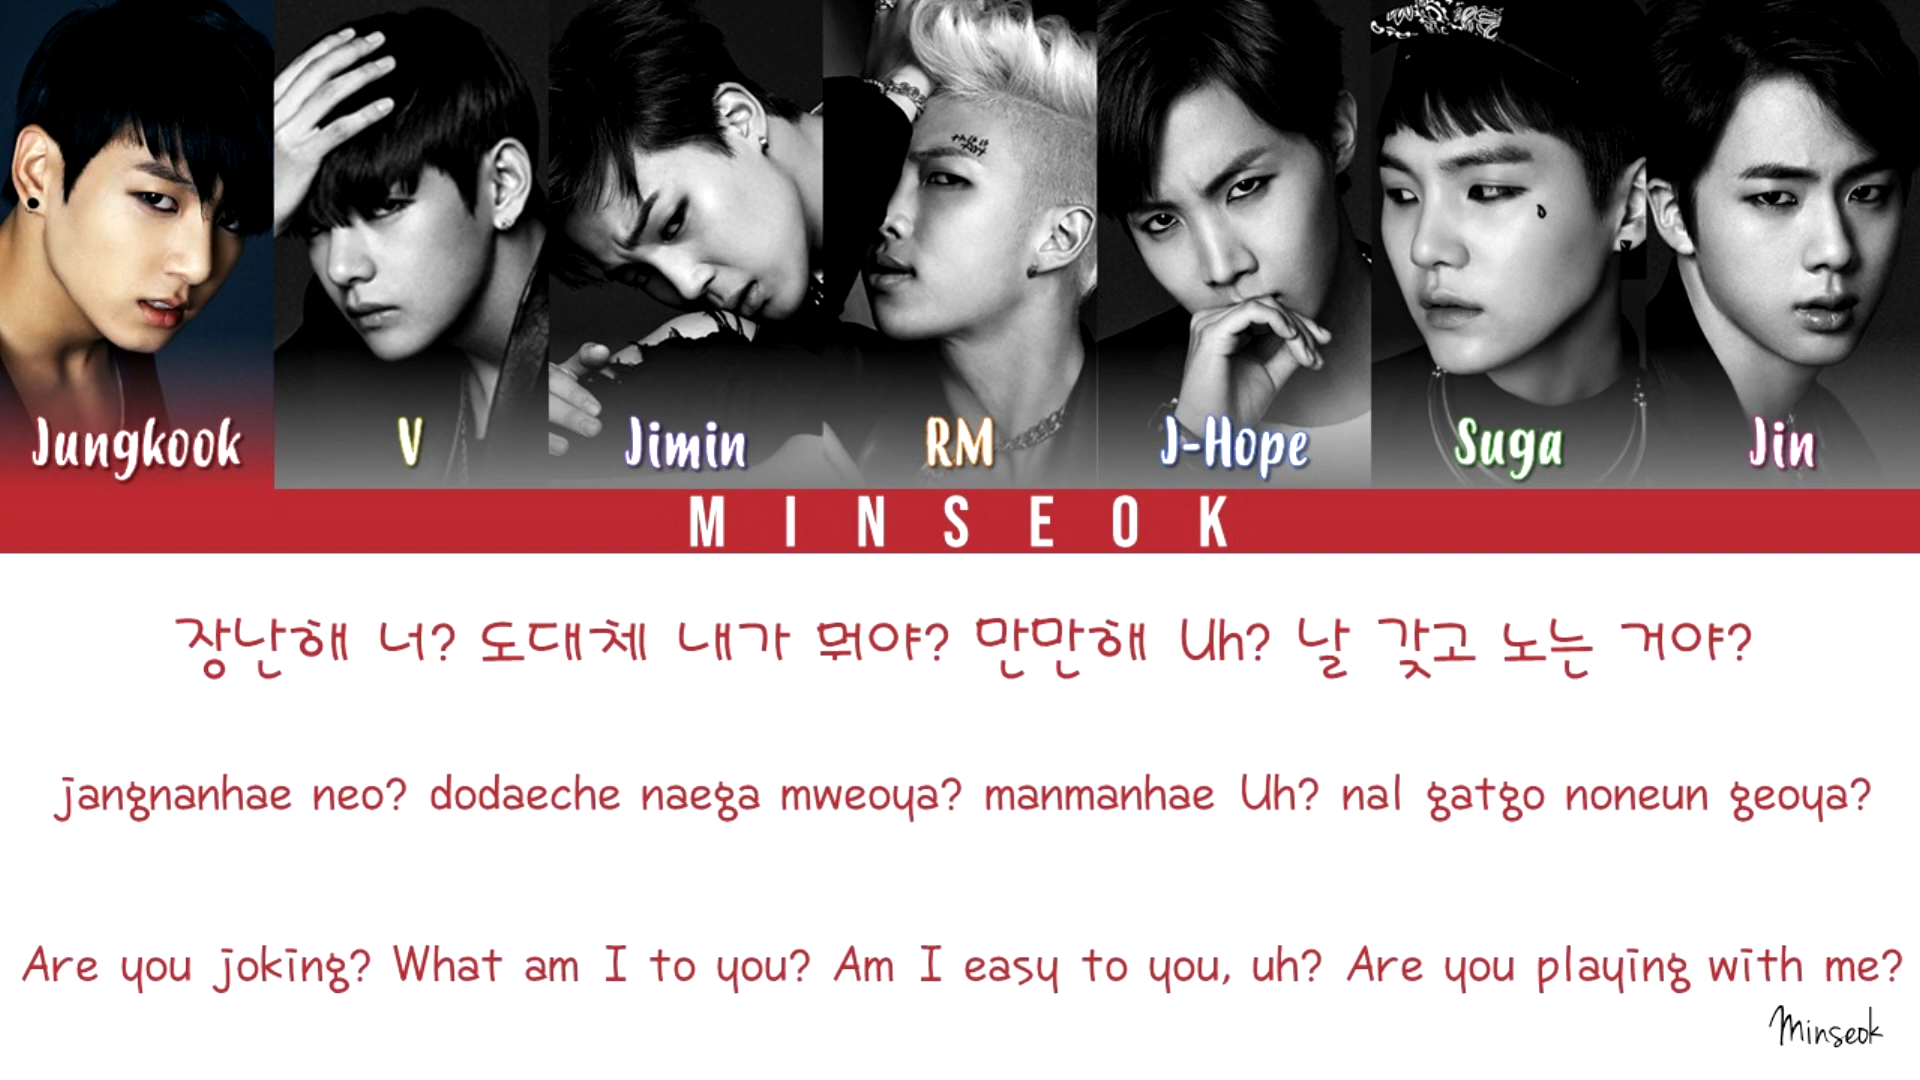 Jungkook V Jimin RM J-Hope Suga Jin
MINSEOK
장난해 너? 도대체 내가 뭐야? 만만해 Uh? 날 갖고 노는 거야?
jangnanhae neo? dodaeche naega mweoya? manmanhae Uh? nal gatgo noneun geoya?
Are you joking? What am I to you? Am I easy to you, uh? Are you playing with me?
Minseok